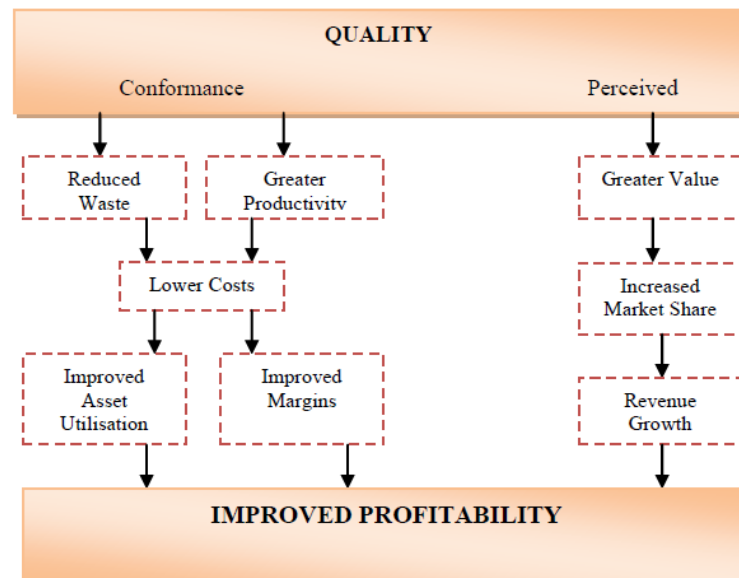 QUALITY
Conformance
Perceived
Reduced
Waste
Greater
Productivity
Greater Value
Lower Costs
Increased
Market Share
Improved
Asset
Utilisation
Improved
Margins
Revenue
Growth
IMPROVED PROFITABILITY